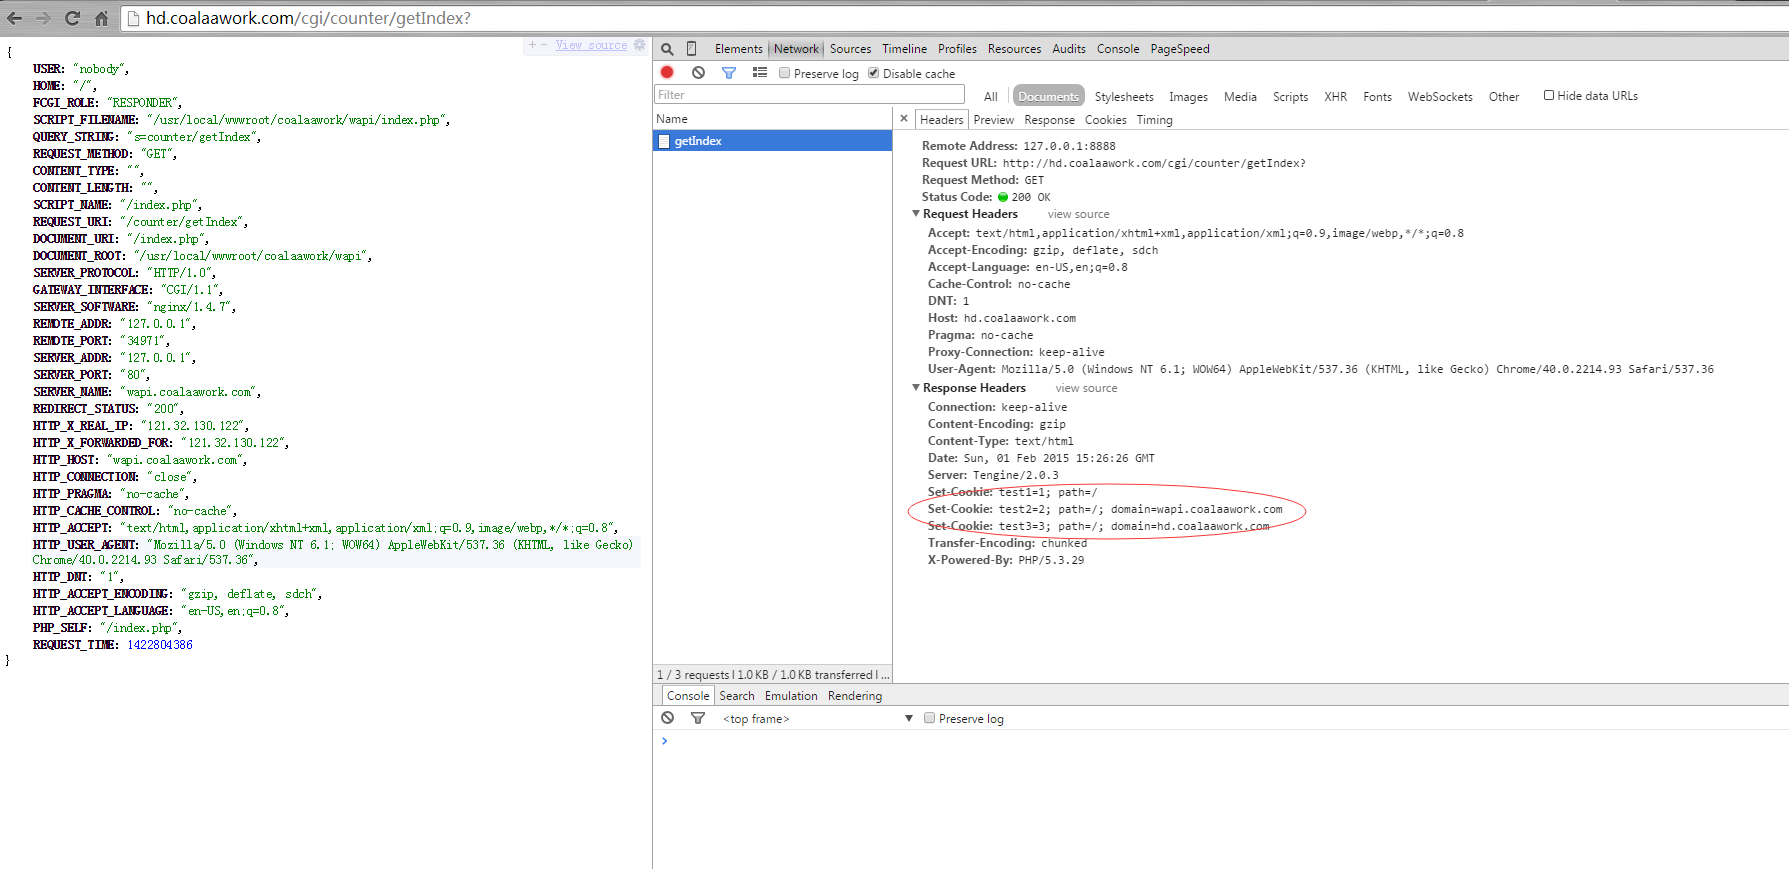 hd.coalaawork.com/cgi/counter/getIndex?
+ - View source
{
USER: "nobody",
HOME: "/",
FCGI_ROLE: "RESPONDER",
SCRIPT_FILENAME: "/usr/local/wwwroot/coalaawork/wapi/index.php",
QUERY_STRING: "s=counter/getIndex",
REQUEST_METHOD: "GET",
CONTENT_TYPE: "",
CONTENT_LENGTH: "",
SCRIPT_NAME: "/index.php",
REQUEST_URI: "/counter/getIndex",
DOCUMENT_URI: "/index.php",
DOCUMENT_ROOT: "/usr/local/wwwroot/coalaawork/wapi",
SERVER_PROTOCOL: "HTTP/1.0",
GATEWAY_INTERFACE: "CGI/1.1",
SERVER_SOFTWARE: "nginx/1.4.7",
REMOTE_ADDR: "127.0.0.1",
REMOTE_PORT: "34971",
SERVER_ADDR: "127.0.0.1",
SERVER_PORT: "80",
SERVER_NAME: "wapi.coalaawork.com",
REDIRECT_STATUS: "200",
HTTP_X_REAL_IP: "121.32.130.122",
HTTP_X_FORWARDED_FOR: "121.32.130.122",
HTTP_HOST: "wapi.coalaawork.com",
HTTP_CONNECTION: "close",
HTTP_PRAGMA: "no-cache",
HTTP_CACHE_CONTROL: "no-cache",
HTTP_ACCEPT: "text/html,application/xhtml+xml,application/xml;q=0.9,image/webp,*/*;q=0.8",
HTTP_USER_AGENT: "Mozilla/5.0 (Windows NT 6.1; WOW64) AppleWebKit/537.36 (KHTML, like Gecko)
Chrome/40.0.2214.93 Safari/537.36",
HTTP_DNT: "1",
HTTP_ACCEPT_ENCODING: "gzip, deflate, sdch",
HTTP_ACCEPT_LANGUAGE: "en-US,en;q=0.8",
PHP_SELF: "/index.php",
REQUEST_TIME: 1422804386
}
Elements Network Sources Timeline Profiles Resources Audits Console PageSpeed
Preserve log Disable cache
Filter All Documents Stylesheets Images Media Scripts XHR Fonts WebSockets Other Hide data URLs
Name
getIndex
1 / 3 requests | 1.0 KB / 1.0 KB transferred | ...
× Headers Preview Response Cookies Timing
Remote Address: 127.0.0.1:8888
Request URL: http://hd.coalaawork.com/cgi/counter/getIndex?
Request Method: GET
Status Code: 200 OK
Request Headers view source
Accept: text/html,application/xhtml+xml,application/xml;q=0.9,image/webp,*/*;q=0.8
Accept-Encoding: gzip, deflate, sdch
Accept-Language: en-US,en;q=0.8
Cache-Control: no-cache
DNT: 1
Host: hd.coalaawork.com
Pragma: no-cache
Proxy-Connection: keep-alive
User-Agent: Mozilla/5.0 (Windows NT 6.1; WOW64) AppleWebKit/537.36 (KHTML, like Gecko) Chrome/40.0.2214.93 Safari/537.36
Response Headers view source
Connection: keep-alive
Content-Encoding: gzip
Content-Type: text/html
Date: Sun, 01 Feb 2015 15:26:26 GMT
Server: Tengine/2.0.3
Set-Cookie: test1=1; path=/
Set-Cookie: test2=2; path=/; domain=wapi.coalaawork.com
Set-Cookie: test3=3; path=/; domain=hd.coalaawork.com
Transfer-Encoding: chunked
X-Powered-By: PHP/5.3.29
Console Search Emulation Rendering
<top frame> ▼ Preserve log
>